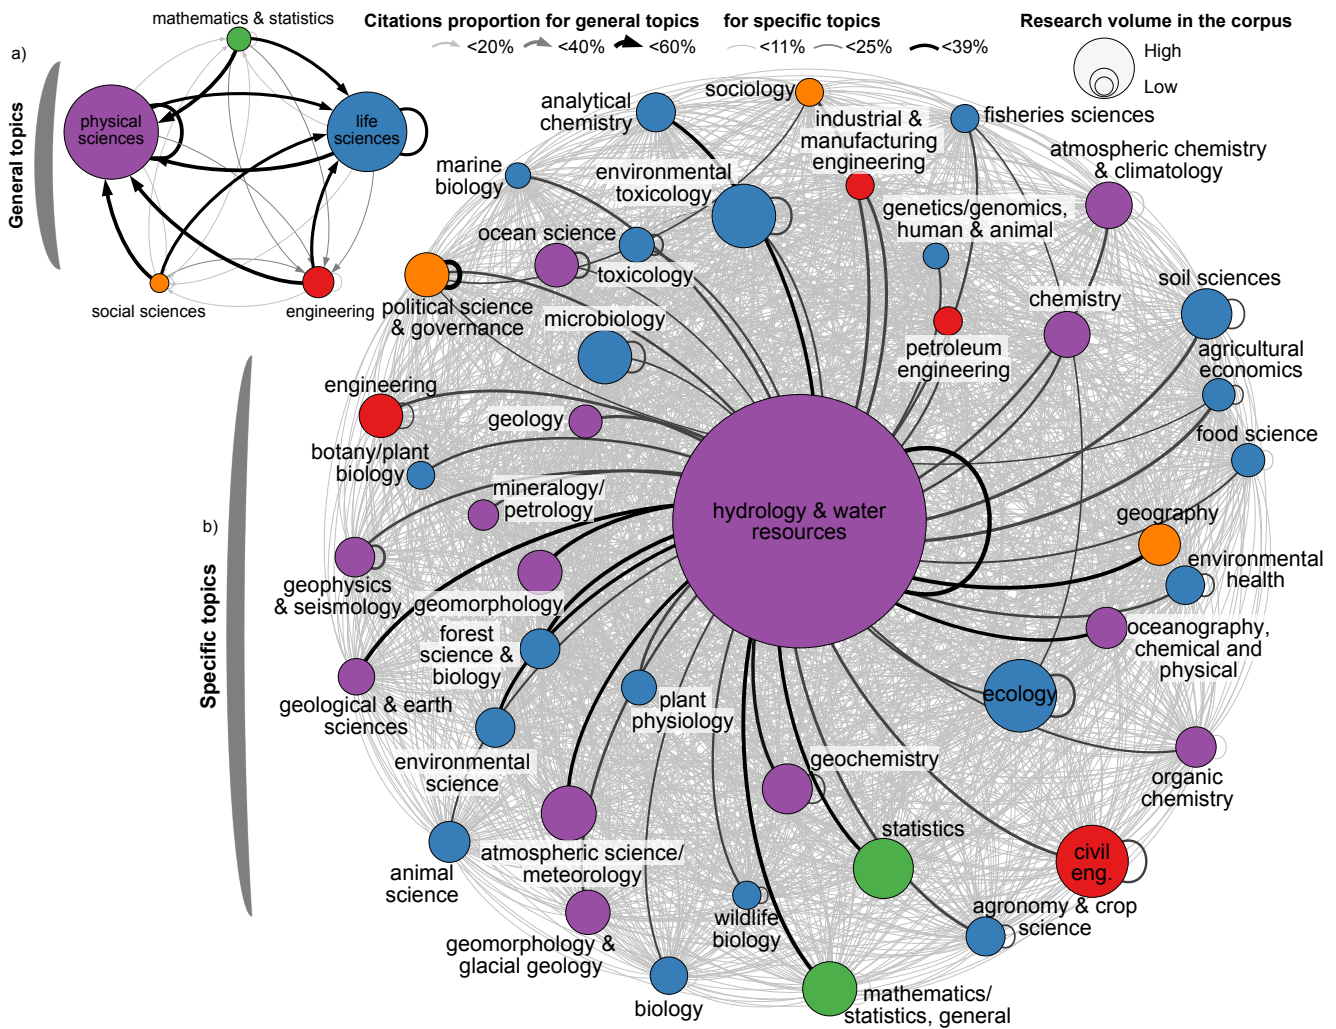 mathematics & statistics
Citations proportion for general topics
for specific topics
Research volume in the corpus
<20%
<40%
<60%
<11%
<25%
<39%
High
Low
a)
General topics
physical
sciences
life
sciences
social sciences
engineering
b)
Specific topics
analytical
chemistry
sociology
industrial &
manufacturing
engineering
fisheries sciences
atmospheric chemistry
& climatology
marine
biology
environmental
toxicology
genetics/genomics,
human & animal
ocean science
toxicology
political science
& governance
microbiology
chemistry
soil sciences
petroleum
engineering
agricultural
economics
engineering
geology
food science
botany/plant
biology
mineralogy/
petrology
hydrology & water
resources
geography
environmental
health
geophysics
& seismology
geomorphology
forest
science &
biology
oceanography,
chemical and
physical
geological & earth
sciences
plant
physiology
ecology
environmental
science
geochemistry
organic
chemistry
statistics
civil
eng.
animal
science
atmospheric science/
meteorology
wildlife
biology
agronomy & crop
science
geomorphology &
glacial geology
biology
mathematics/
statistics, general